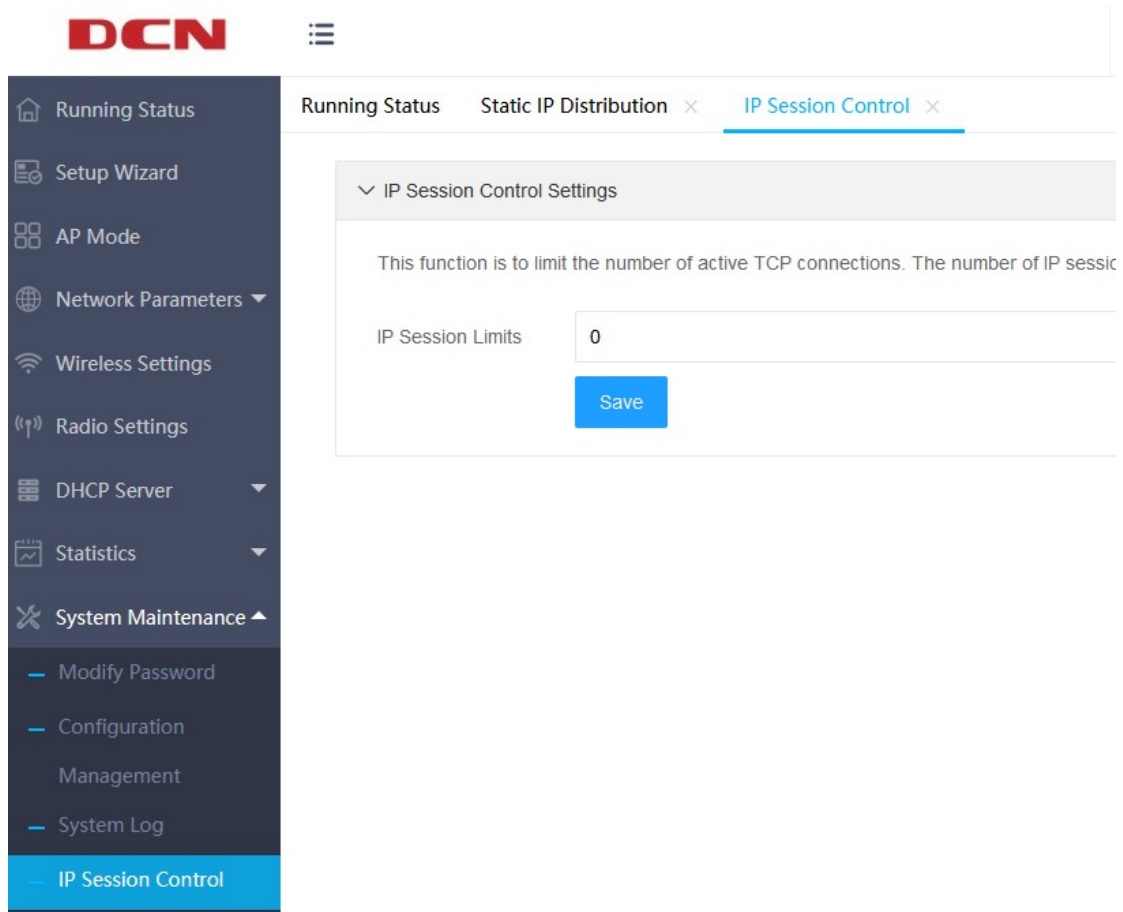 DCN
Running Status
Setup Wizard
AP Mode
Network Parameters
Wireless Settings
Radio Settings
DHCP Server
Statistics
System Maintenance
Modify Password
Configuration
Management
System Log
IP Session Control
Running Status Static IP Distribution IP Session Control
IP Session Control Settings
This function is to limit the number of active TCP connections. The number of IP
IP Session Limits 0
Save